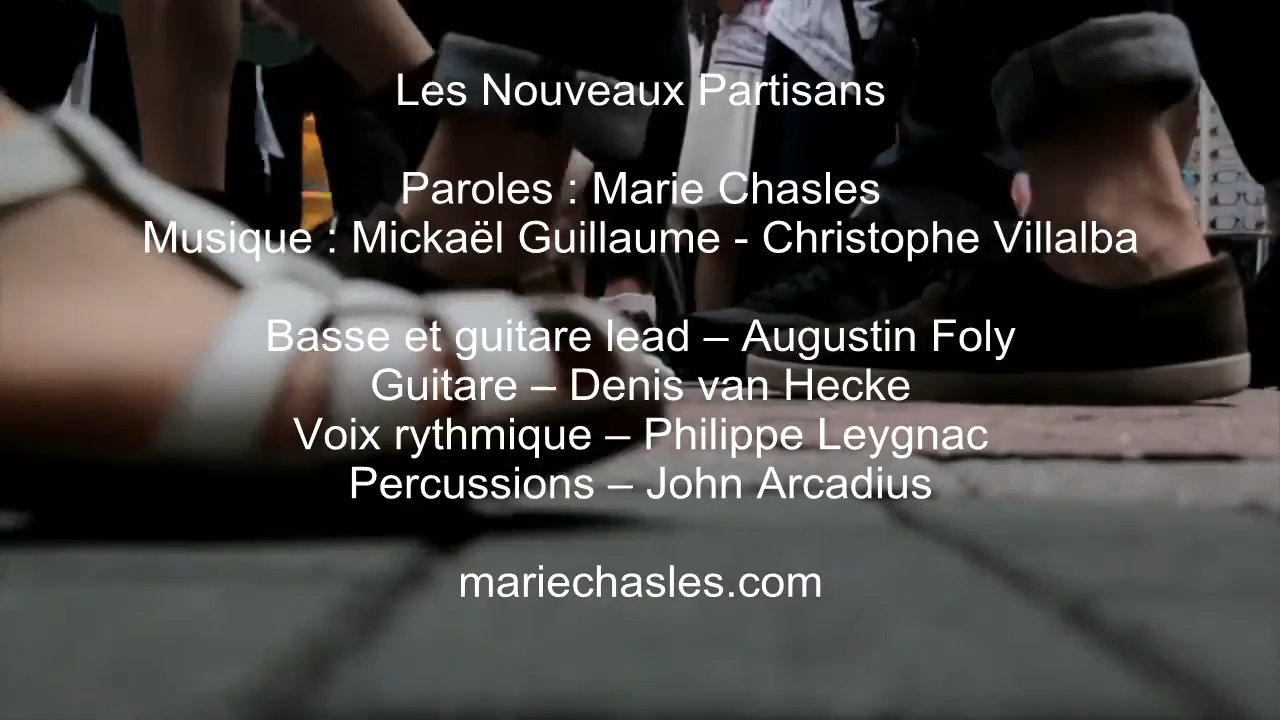 Les Nouveaux Partisans
Paroles : Marie Chasles
Musique : Mickaël Guillaume - Christophe Villalba
Basse et guitare lead – Augustin Foly
Guitare – Denis van Hecke
Voix rythmique – Philippe Leygnac
Percussions – John Arcadius
mariechasles.com